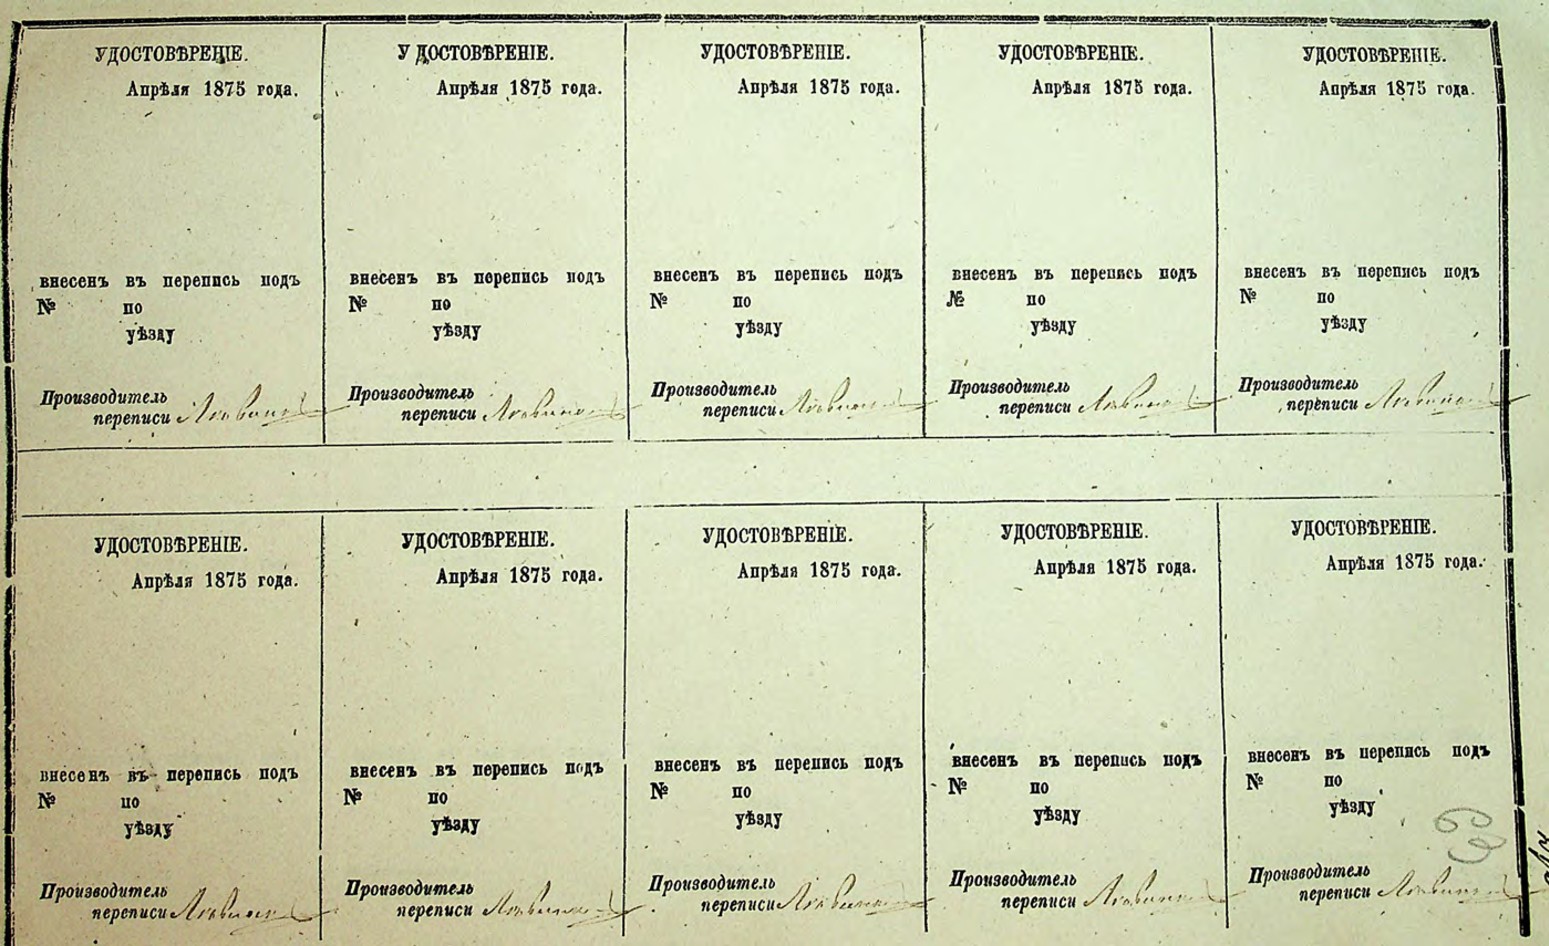 УДОСТОВѢРЕНІЕ.
Апрѣля 1875 года.
внесенъ въ перепись подъ
№ по
уѣзду
Производитель
переписи
УДОСТОВѢРЕНІЕ.
Апрѣля 1875 года.
внесенъ въ перепись подъ
№ по
уѣзду
Производитель
переписи
УДОСТОВѢРЕНІЕ.
Апрѣля 1875 года.
внесенъ въ перепись подъ
№ по
уѣзду
Производитель
переписи
УДОСТОВѢРЕНІЕ.
Апрѣля 1875 года.
внесенъ въ перепись подъ
№ по
уѣзду
Производитель
переписи
УДОСТОВѢРЕНІЕ.
Апрѣля 1875 года.
внесенъ въ перепись подъ
№ по
уѣзду
Производитель
переписи
УДОСТОВѢРЕНІЕ.
Апрѣля 1875 года.
внесенъ въ перепись подъ
№ по
уѣзду
Производитель
переписи
УДОСТОВѢРЕНІЕ.
Апрѣля 1875 года.
внесенъ въ перепись подъ
№ по
уѣзду
Производитель
переписи
УДОСТОВѢРЕНІЕ.
Апрѣля 1875 года.
внесенъ въ перепись подъ
№ по
уѣзду
Производитель
переписи
УДОСТОВѢРЕНІЕ.
Апрѣля 1875 года.
внесенъ въ перепись подъ
№ по
уѣзду
Производитель
переписи
УДОСТОВѢРЕНІЕ.
Апрѣля 1875 года.
внесенъ въ перепись подъ
№ по
уѣзду
Производитель
переписи